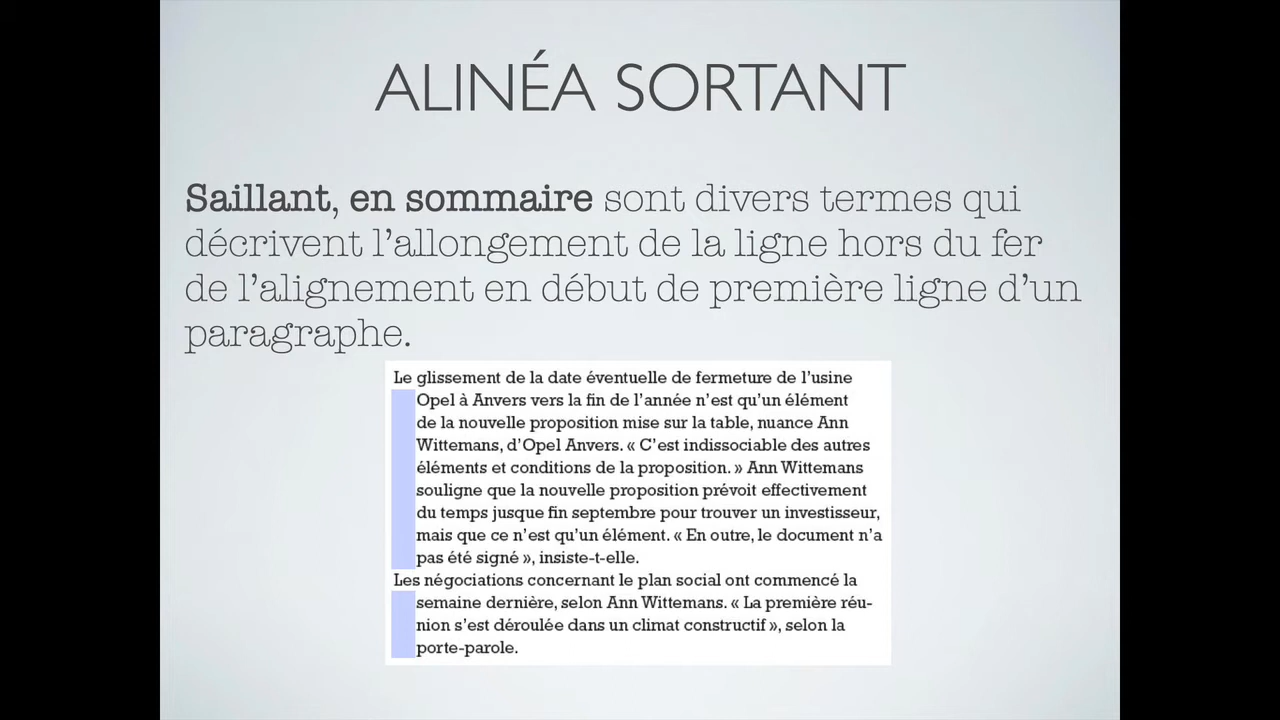 ALINÉA SORTANT
Saillant, en sommaire sont divers termes qui
décrivent l'allongement de la ligne hors du fer
de l'alignement en début de première ligne d'un
paragraphe.
Le glissement de la date éventuelle de fermeture de l'usine
Opel à Anvers vers la fin de l'année n'est qu'un élément
de la nouvelle proposition mise sur la table, nuance Ann
Wittemans, d'Opel Anvers. « C'est indissociable des autres
éléments et conditions de la proposition. » Ann Wittemans
souligne que la nouvelle proposition prévoit effectivement
du temps jusque fin septembre pour trouver un investisseur,
mais que ce n'est qu'un élément. « En outre, le document n'a
pas été signé », insiste-t-elle.
Les négociations concernant le plan social ont commencé la
semaine dernière, selon Ann Wittemans. « La première réu-
nion s'est déroulée dans un climat constructif », selon la
porte-parole.